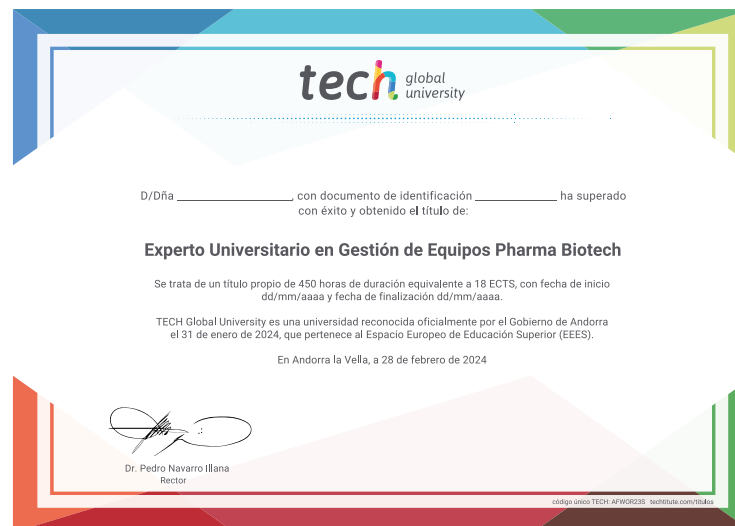 tech global university
D/Dña ____________, con documento de identificación ____________ ha superado
con éxito y obtenido el título de:
Experto Universitario en Gestión de Equipos Pharma Biotech
Se trata de un título propio de 450 horas de duración equivalente a 18 ECTS, con fecha de inicio
dd/mm/aaaa y fecha de finalización dd/mm/aaaa.
TECH Global University es una universidad reconocida oficialmente por el Gobierno de Andorra
el 31 de enero de 2024, que pertenece al Espacio Europeo de Educación Superior (EEES).
En Andorra la Vella, a 28 de febrero de 2024
Dr. Pedro Navarro Illana
Rector
código único TECH: AFWOR23S techtitute.com/titulos